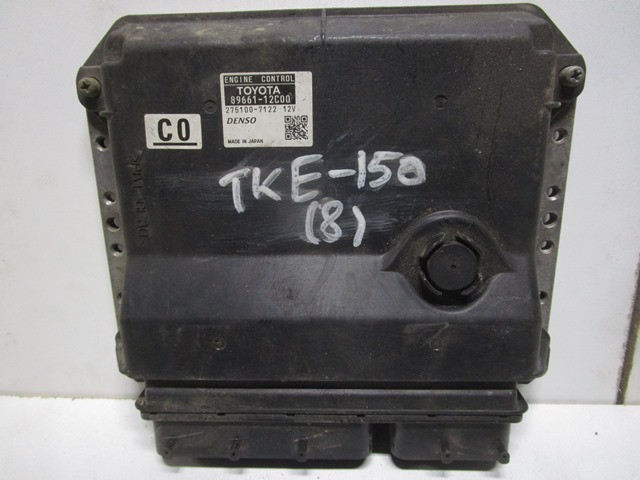 ENGINE CONTROL
TOYOTA
89661-12C00
275100-7122 12V
DENSO
MADE IN JAPAN
C0
TKE-150
(8)